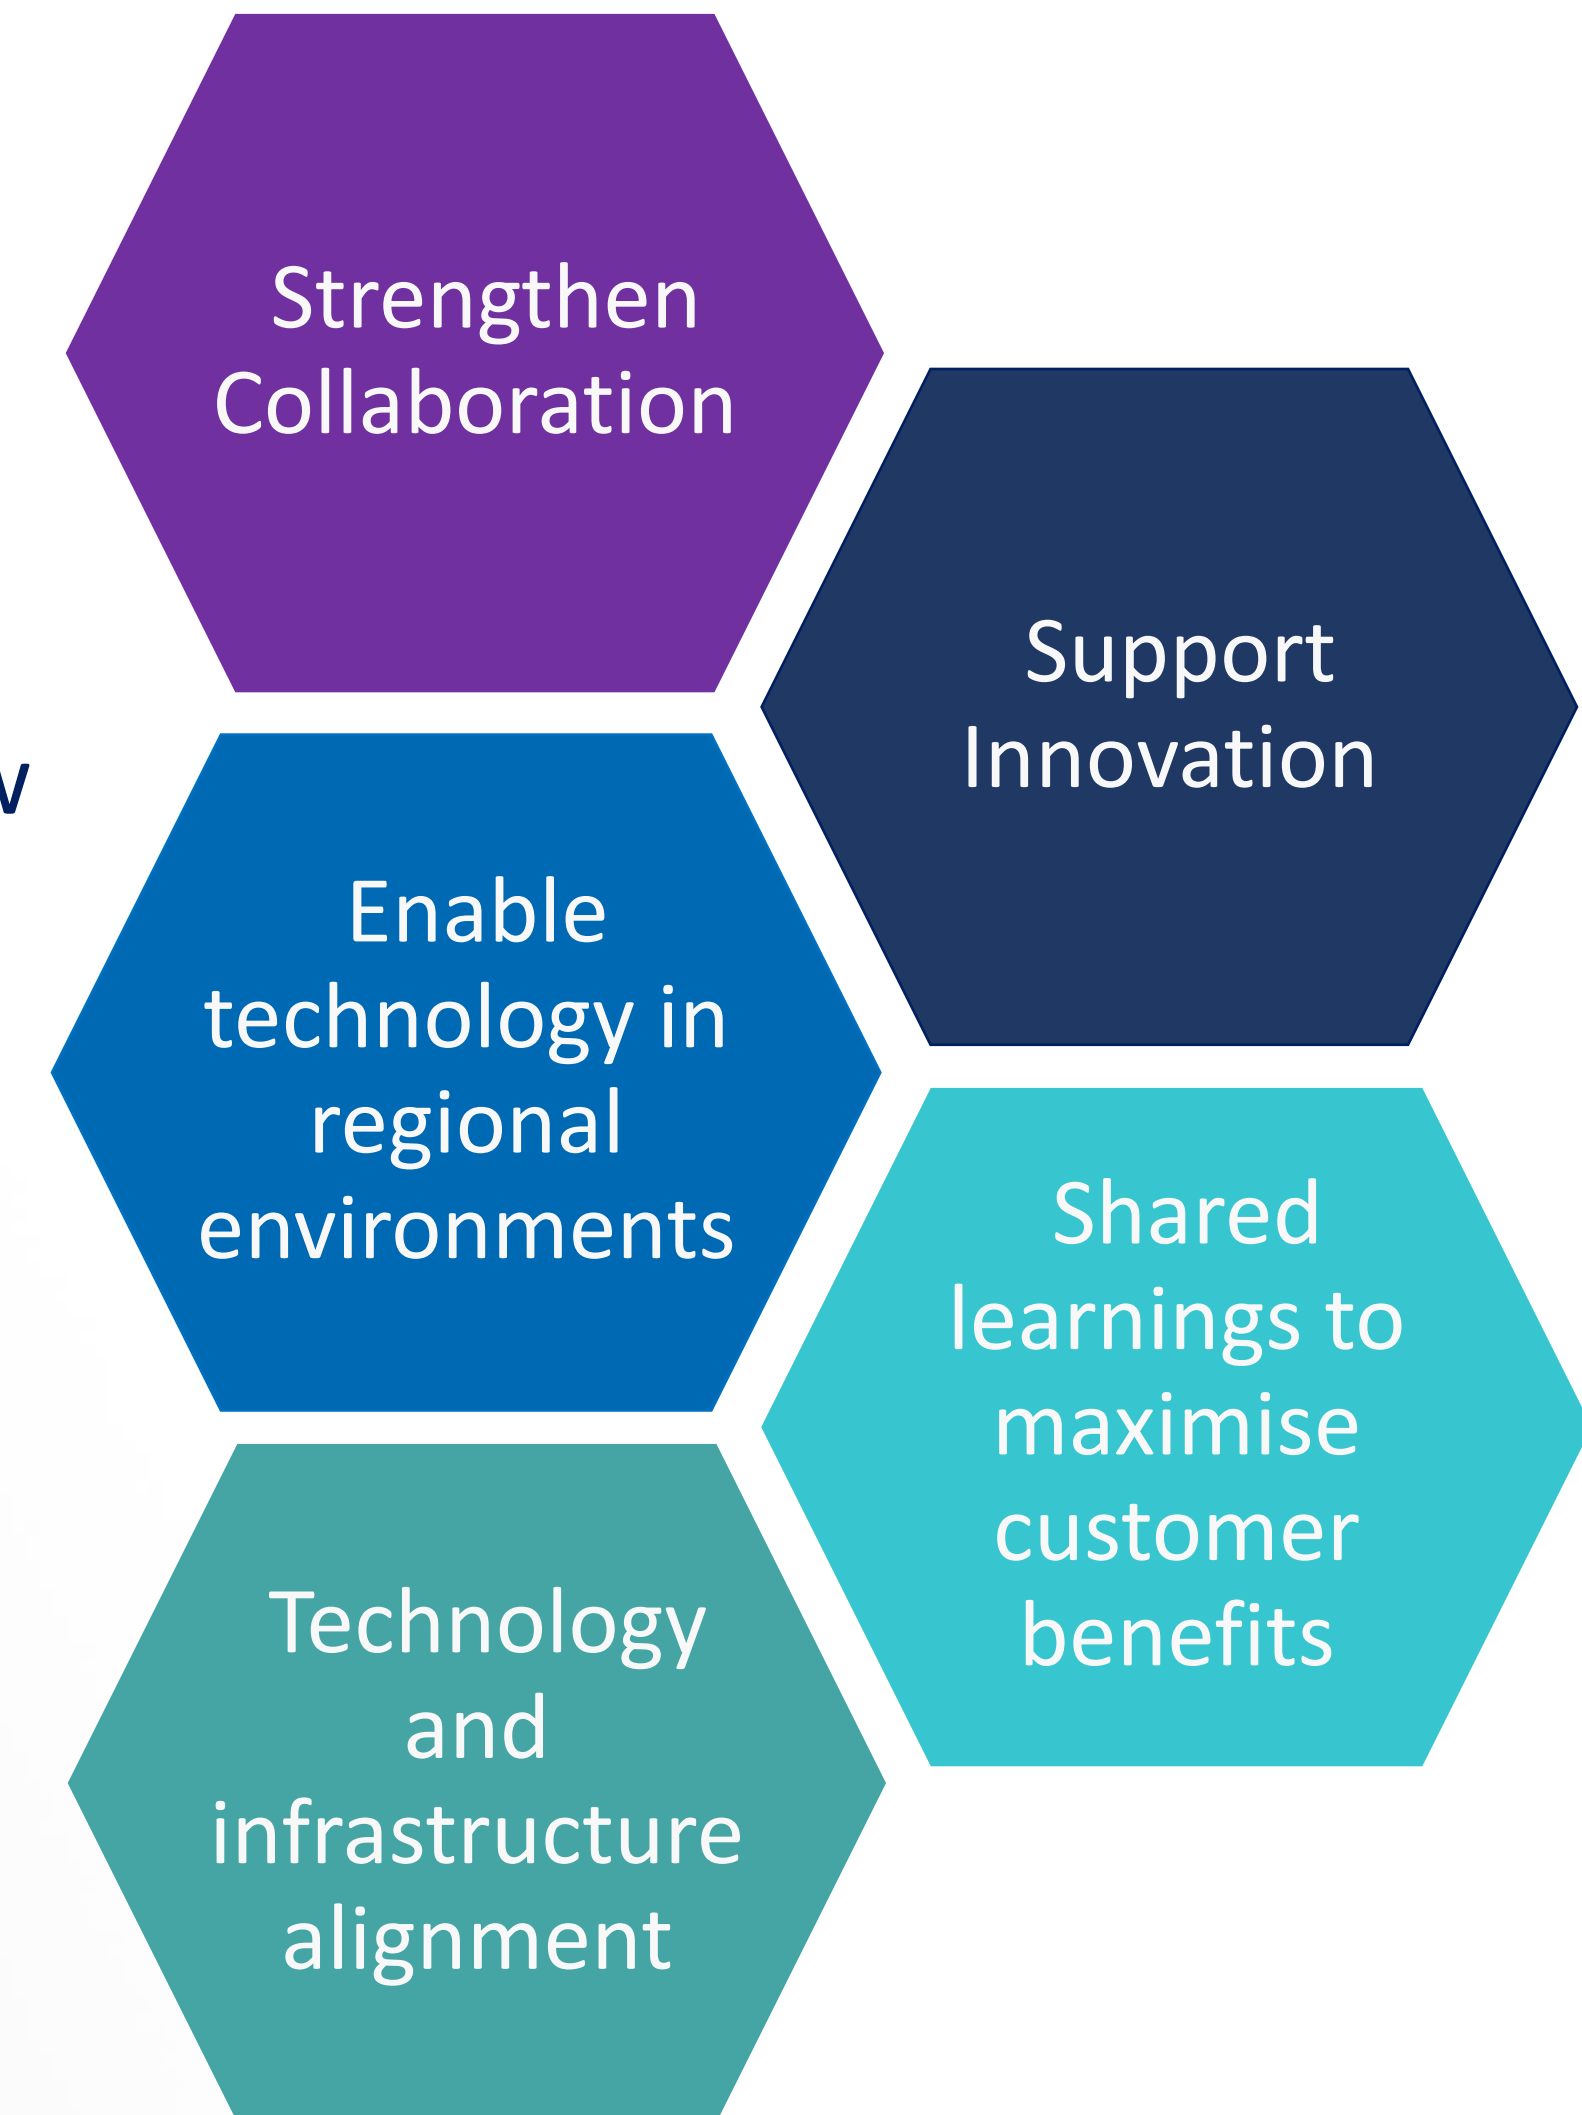 Strengthen
Collaboration
Support
Innovation
Enable
technology in
regional
environments
Shared
learnings to
maximise
customer
benefits
Technology
and
infrastructure
alignment